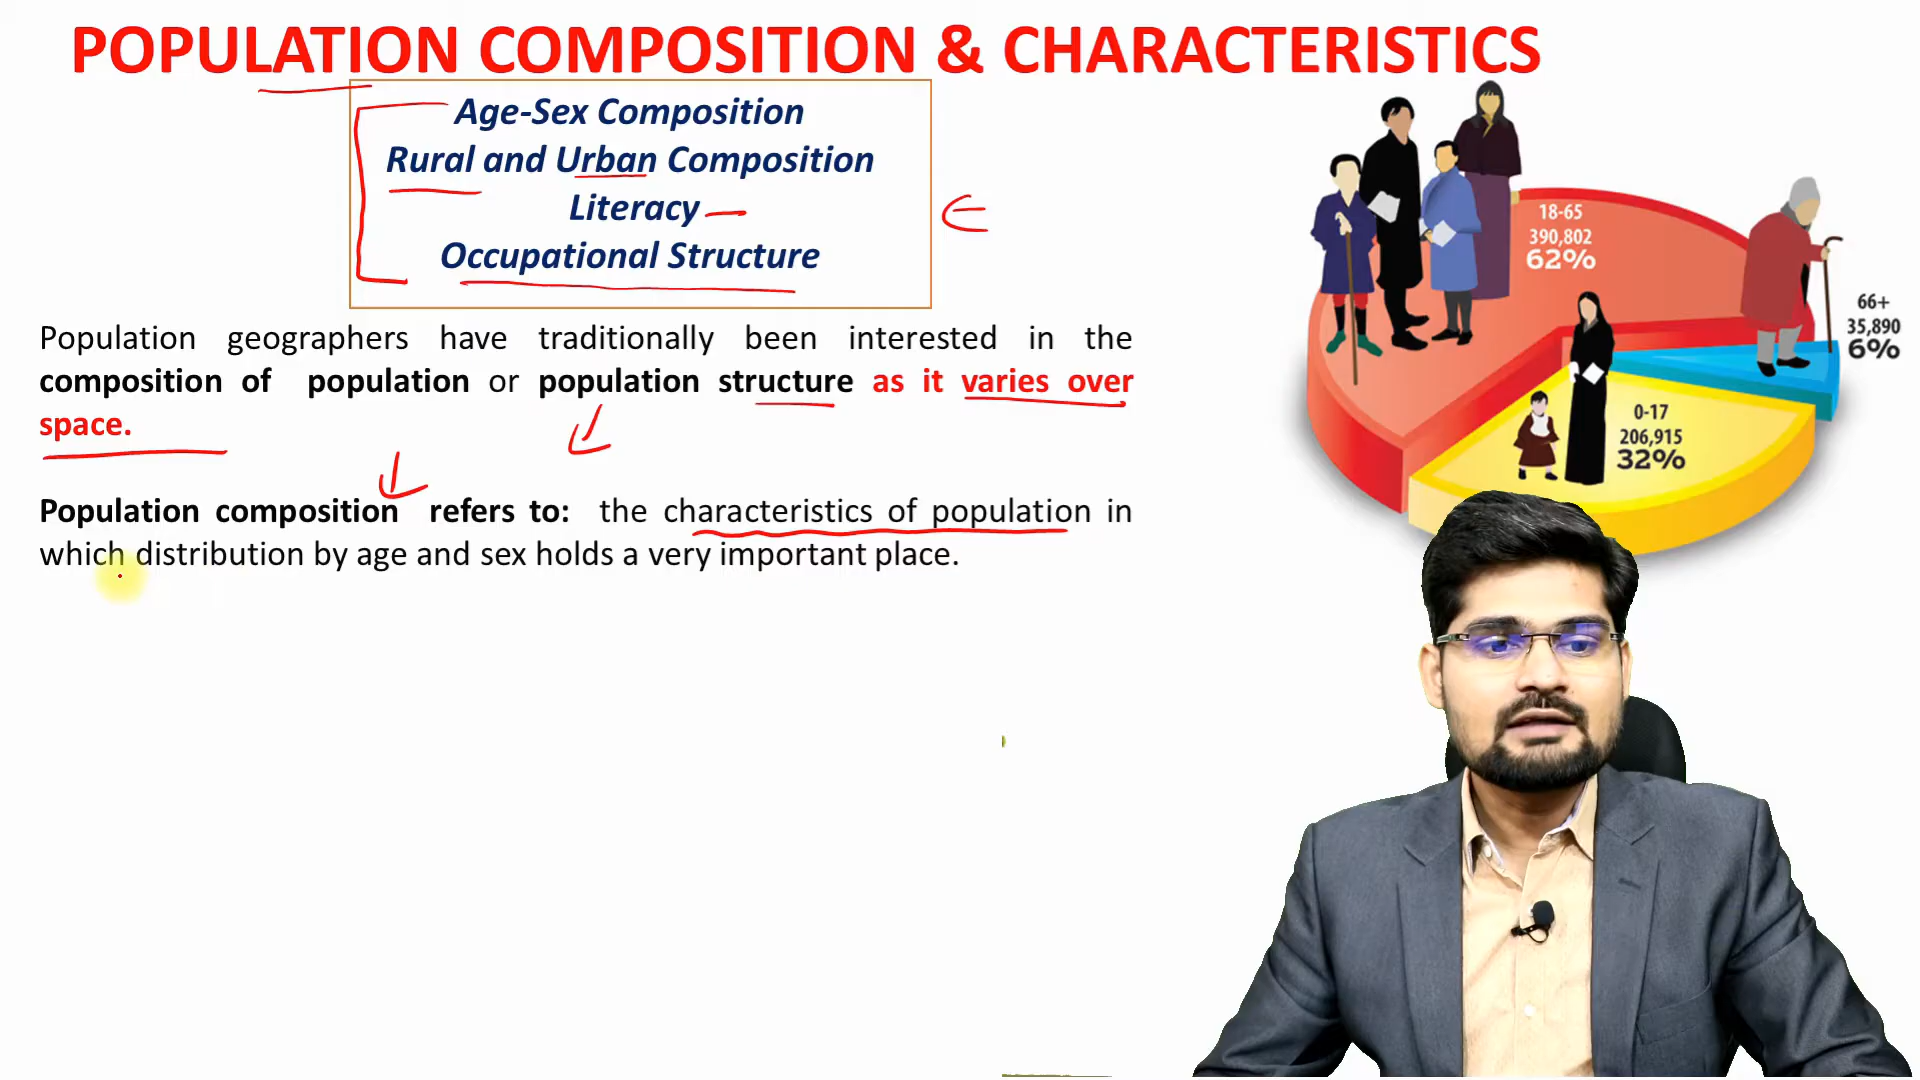 POPULATION COMPOSITION & CHARACTERISTICS
Age-Sex Composition
Rural and Urban Composition
Literacy
Occupational Structure
Population geographers have traditionally been interested in the
composition of population or population structure as it varies over
space.
Population composition refers to: the characteristics of population in
which distribution by age and sex holds a very important place.
18-65
390,802
62%
66+
35,890
6%
0-17
206,915
32%